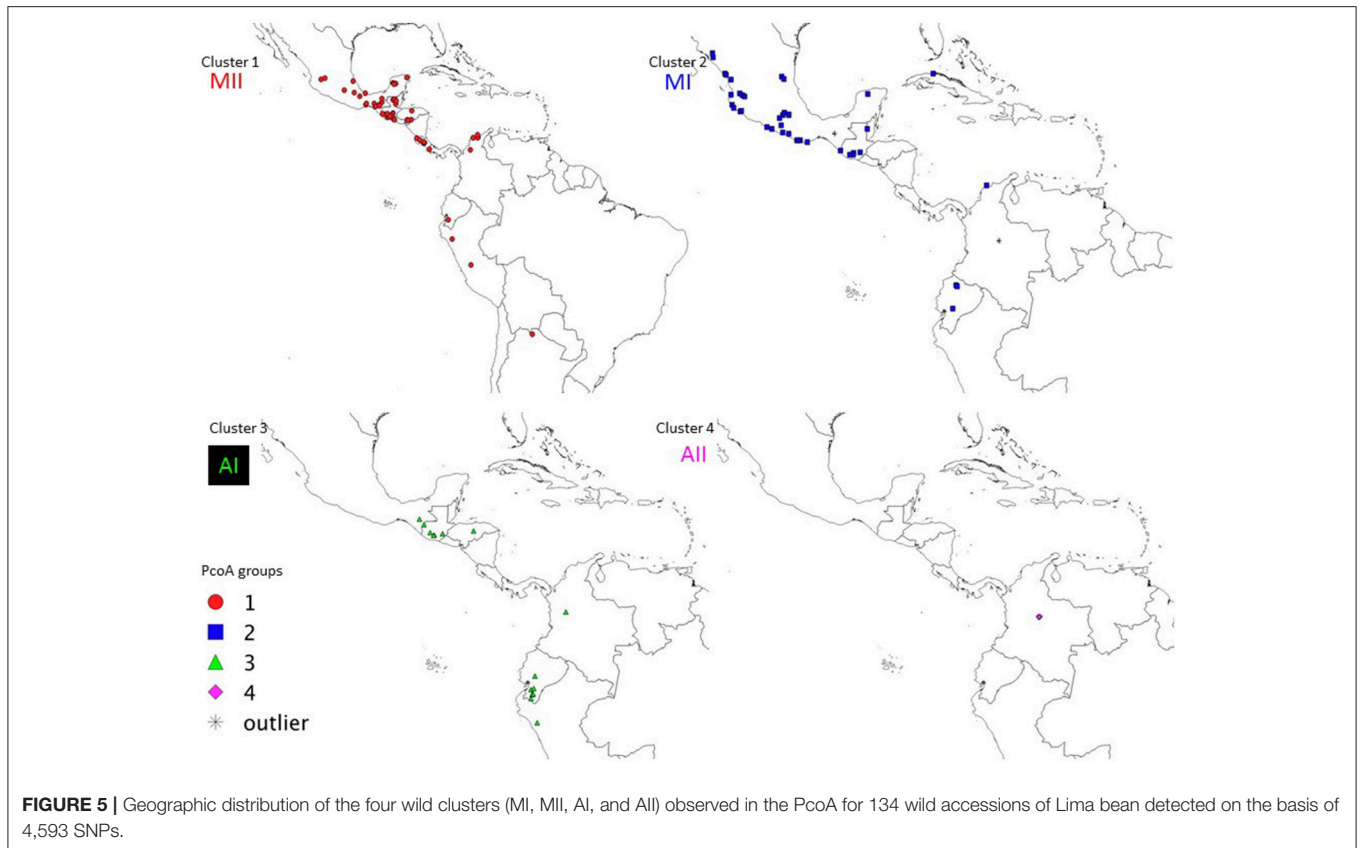 Cluster 1
MII
Cluster 2
MI
Cluster 3
AI
Cluster 4
AII
PcoA groups
1
2
3
4
outlier
FIGURE 5 | Geographic distribution of the four wild clusters (MI, MII, AI, and AII) observed in the PcoA for 134 wild accessions of Lima bean detected on the basis of
4,593 SNPs.